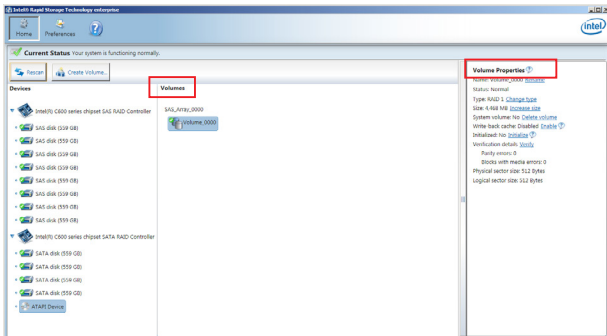 Intel® Rapid Storage Technology enterprise
Home
Preferences
intel
Current Status Your system is functioning normally.
Rescan
Create Volume...
Devices
Intel(R) C600 series chipset SAS RAID Controller
SAS disk (559 GB)
SAS disk (559 GB)
SAS disk (559 GB)
SAS disk (559 GB)
SAS disk (559 GB)
SAS disk (559 GB)
SAS disk (559 GB)
SAS disk (559 GB)
Intel(R) C600 series chipset SATA RAID Controller
SATA disk (559 GB)
SATA disk (559 GB)
SATA disk (559 GB)
SATA disk (559 GB)
ATAPI Device
Volumes
SAS_Array_0000
Volume_0000
Volume Properties ?
Name: Volume_0000 Rename
Status: Normal
Type: RAID 1 Change type
Size: 4,468 MB Increase size
System volume: No Delete volume
Write back cache: Disabled Enable ?
Initialized: No Initialize ?
Verification details Verify
Parity errors: 0
Blocks with media errors: 0
Physical sector size: 512 Bytes
Logical sector size: 512 Bytes